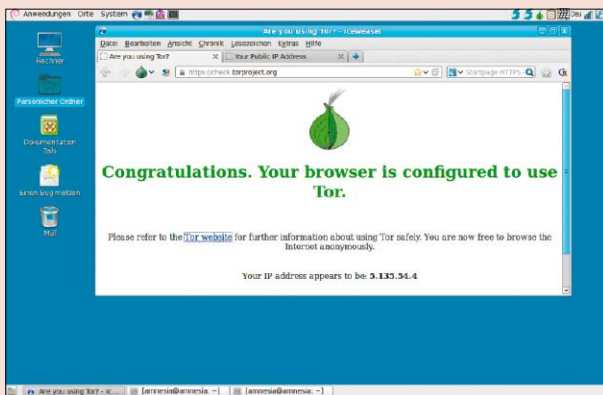 Anwendungen Orte System
Are you using Tor? - Iceweasel
Datei Bearbeiten Ansicht Chronik Lesezeichen Extras Hilfe
Are you using Tor? Your Public IP Address
https://check.torproject.org Startpage HTTPS -
Rechner
Persönlicher Ordner
Dokumentation
Tails
Einen Bug melden
Müll
Congratulations. Your browser is configured to use
Tor.
Please refer to the Tor website for further information about using Tor safely. You are now free to browse the
Internet anonymously.
Your IP address appears to be: 5.135.54.4
Are you using Tor? - Ic... [amnesia@amnesia: ~] [amnesia@amnesia: ~]